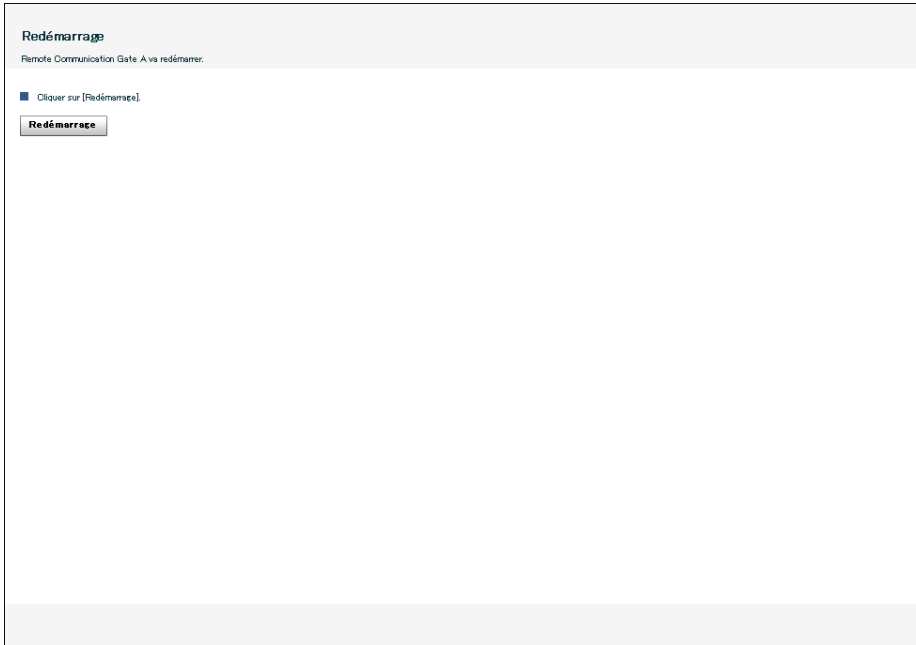 Redémarrage
Remote Communication Gate A va redémarrer.
Cliquer sur [Redémarrage].
Redémarrage